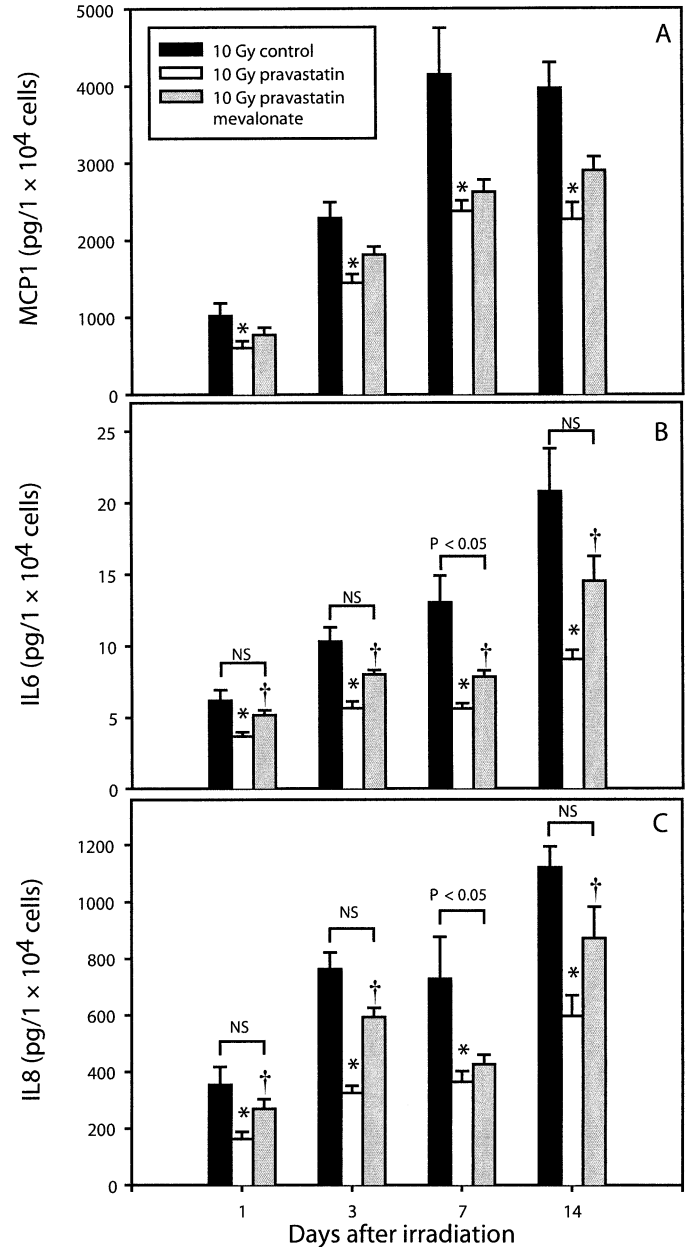 5000
A
10 Gy control
10 Gy pravastatin
10 Gy pravastatin
mevalonate
4000
3000
2000
1000
0
MCP1 (pg/1 × 10⁴ cells)
*
*
*
*
B
25
20
15
10
5
0
IL6 (pg/1 × 10⁴ cells)
NS
*
†
NS
*
†
P < 0.05
*
†
NS
*
†
C
1200
1000
800
600
400
200
0
IL8 (pg/1 × 10⁴ cells)
NS
*
†
NS
*
†
P < 0.05
*
NS
*
†
1 3 7 14
Days after irradiation